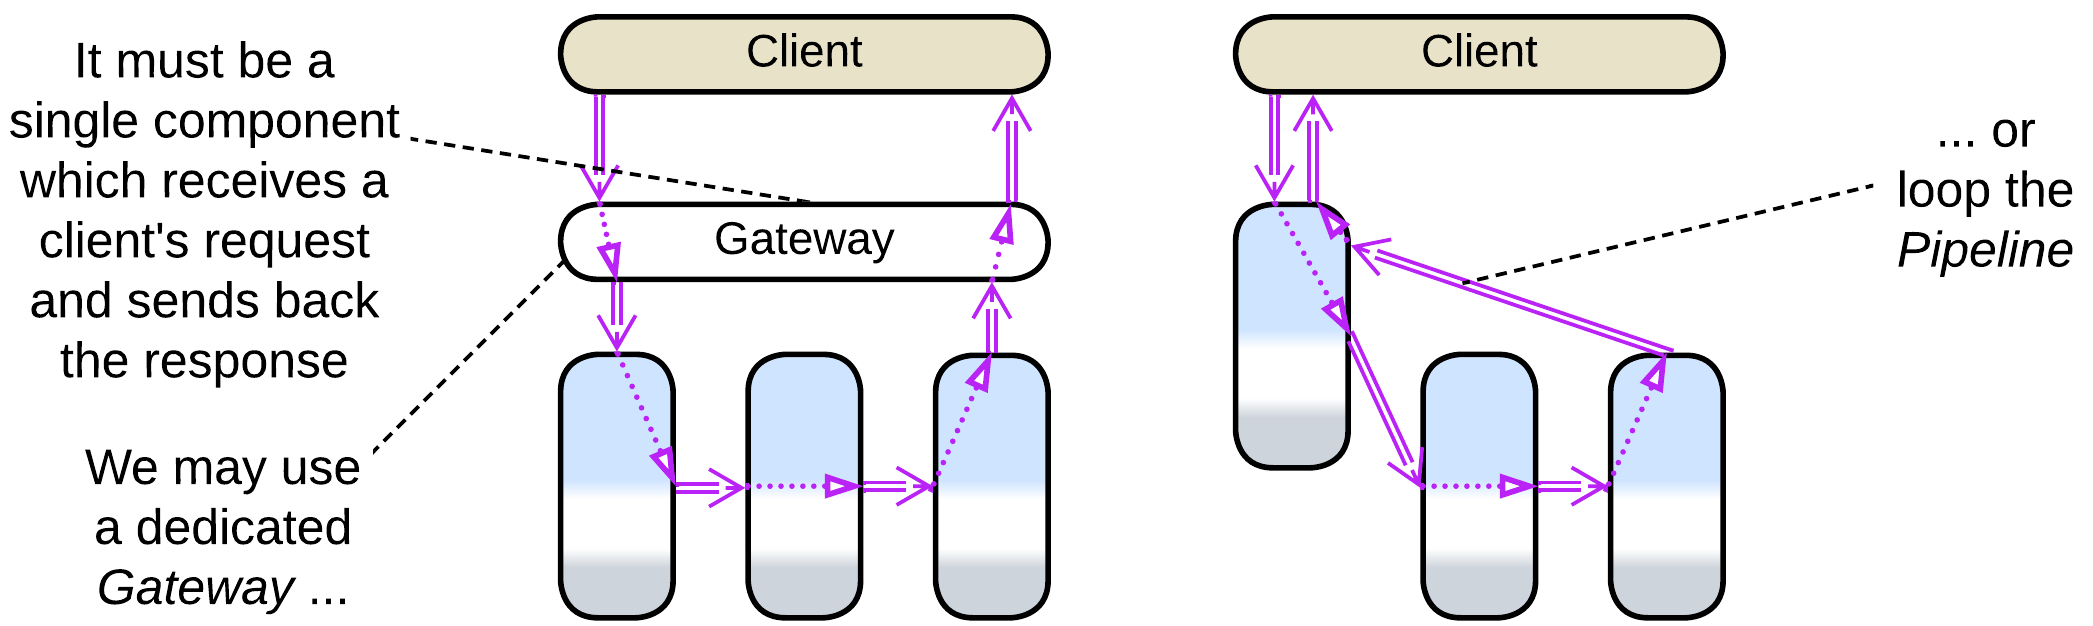 It must be a
single component
which receives a
client's request
and sends back
the response
We may use
a dedicated
Gateway ...
Client
Gateway
Client
... or
loop the
Pipeline